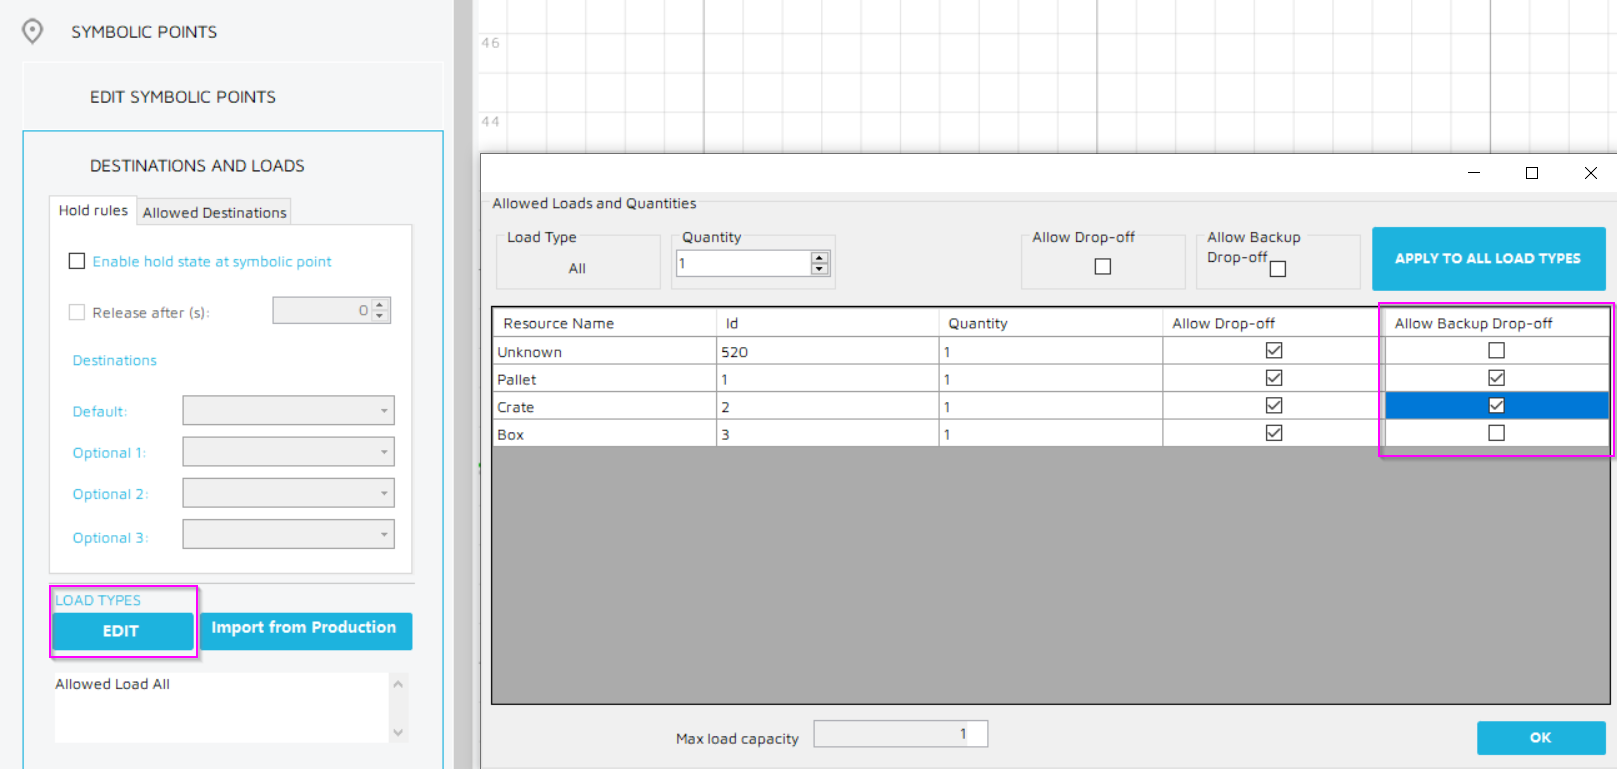 SYMBOLIC POINTS
EDIT SYMBOLIC POINTS
DESTINATIONS AND LOADS
Hold rules
Allowed Destinations
Enable hold state at symbolic point
Release after (s):
0
Destinations
Default:
Optional 1:
Optional 2:
Optional 3:
LOAD TYPES
EDIT
Import from Production
Allowed Load All
46
44
Allowed Loads and Quantities
Load Type
All
Quantity
1
Allow Drop-off
Allow Backup
Drop-off
APPLY TO ALL LOAD TYPES
Resource Name Id Quantity Allow Drop-off Allow Backup Drop-off
Unknown 520 1
Pallet 1 1
Crate 2 1
Box 3 1
Max load capacity 1
OK